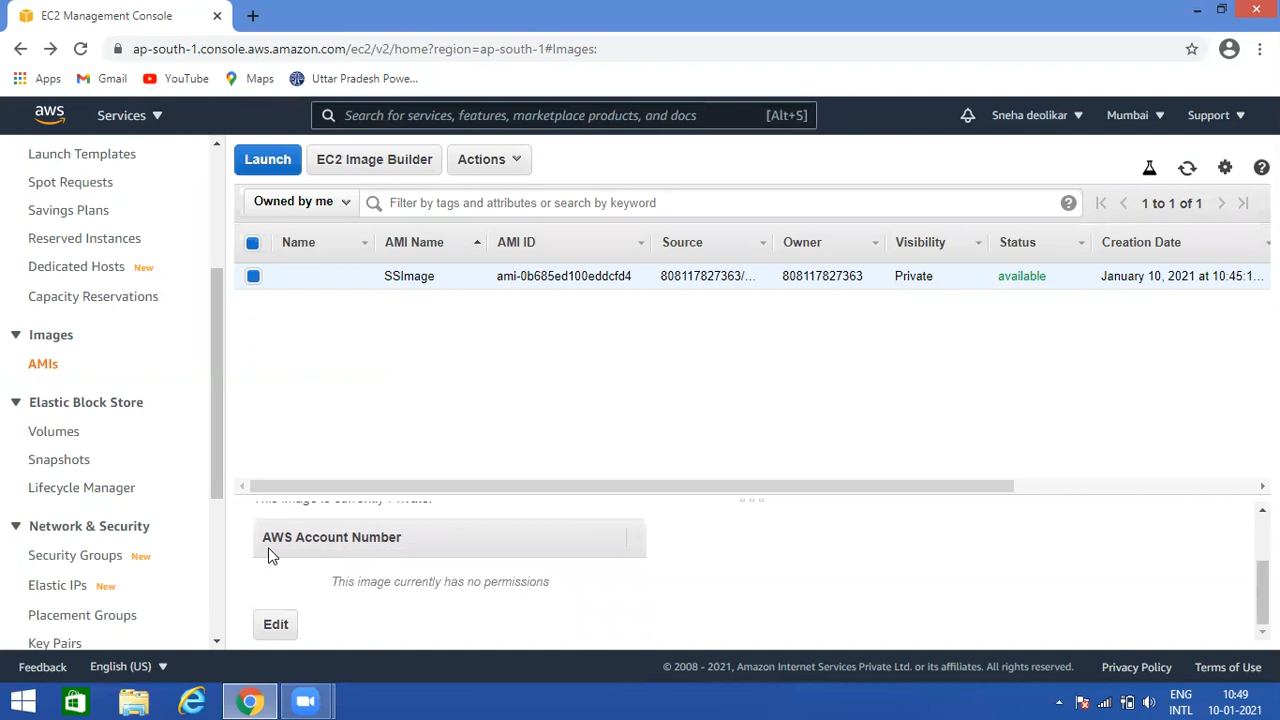 EC2 Management Console
ap-south-1.console.aws.amazon.com/ec2/v2/home?region=ap-south-1#Images:
Apps Gmail YouTube Maps Uttar Pradesh Powe...
aws Services Search for services, features, marketplace products, and docs [Alt+S] Sneha deolikar Mumbai Support
Launch Templates
Spot Requests
Savings Plans
Reserved Instances
Dedicated Hosts New
Capacity Reservations
Images
AMIs
Elastic Block Store
Volumes
Snapshots
Lifecycle Manager
Network & Security
Security Groups New
Elastic IPs New
Placement Groups
Key Pairs
Launch EC2 Image Builder Actions
Owned by me Filter by tags and attributes or search by keyword 1 to 1 of 1
Name AMI Name AMI ID Source Owner Visibility Status Creation Date
SSImage ami-0b685ed100eddcfd4 808117827363/... 808117827363 Private available January 10, 2021 at 10:45:1...
This image is currently Private.
AWS Account Number
This image currently has no permissions
Edit
Feedback English (US) © 2008 - 2021, Amazon Internet Services Private Ltd. or its affiliates. All rights reserved. Privacy Policy Terms of Use
ENG 10:49
INTL 10-01-2021